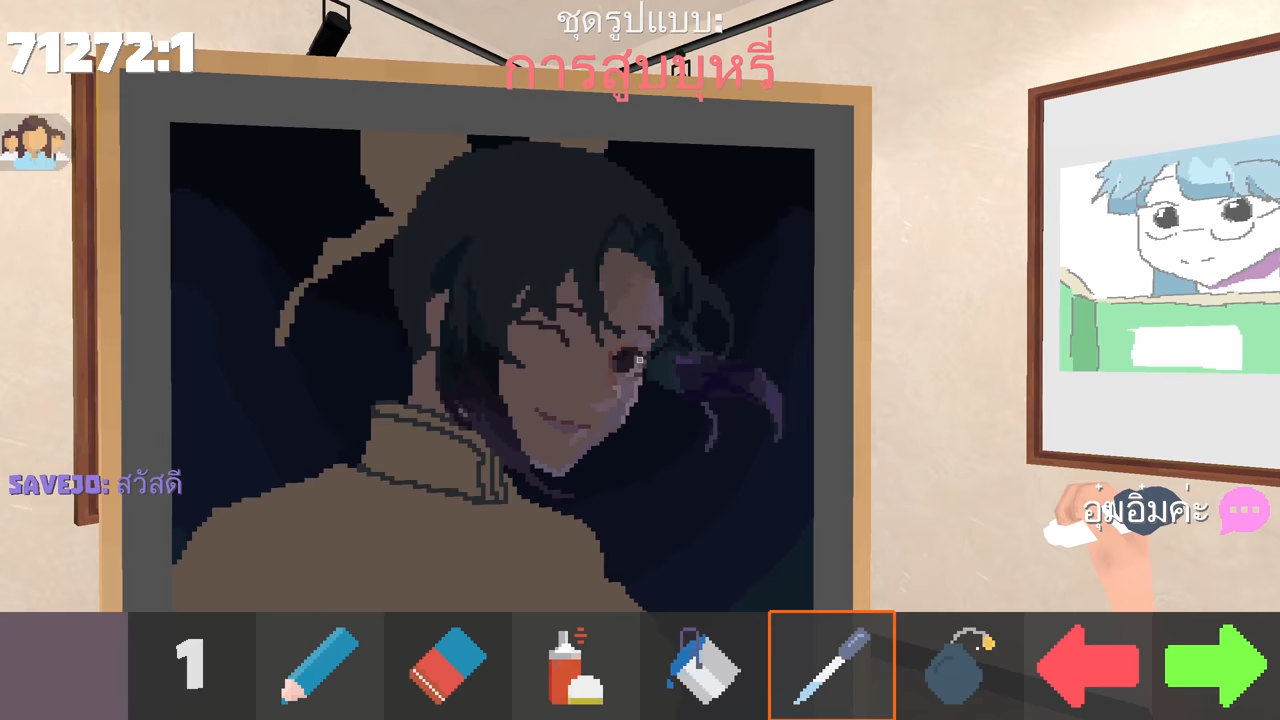 ชุดรูปแบบ:
71272:1
การสูบบุหรี่
SAVEJO: สวัสดี
อุ๋มอิ๋มค่ะ
1